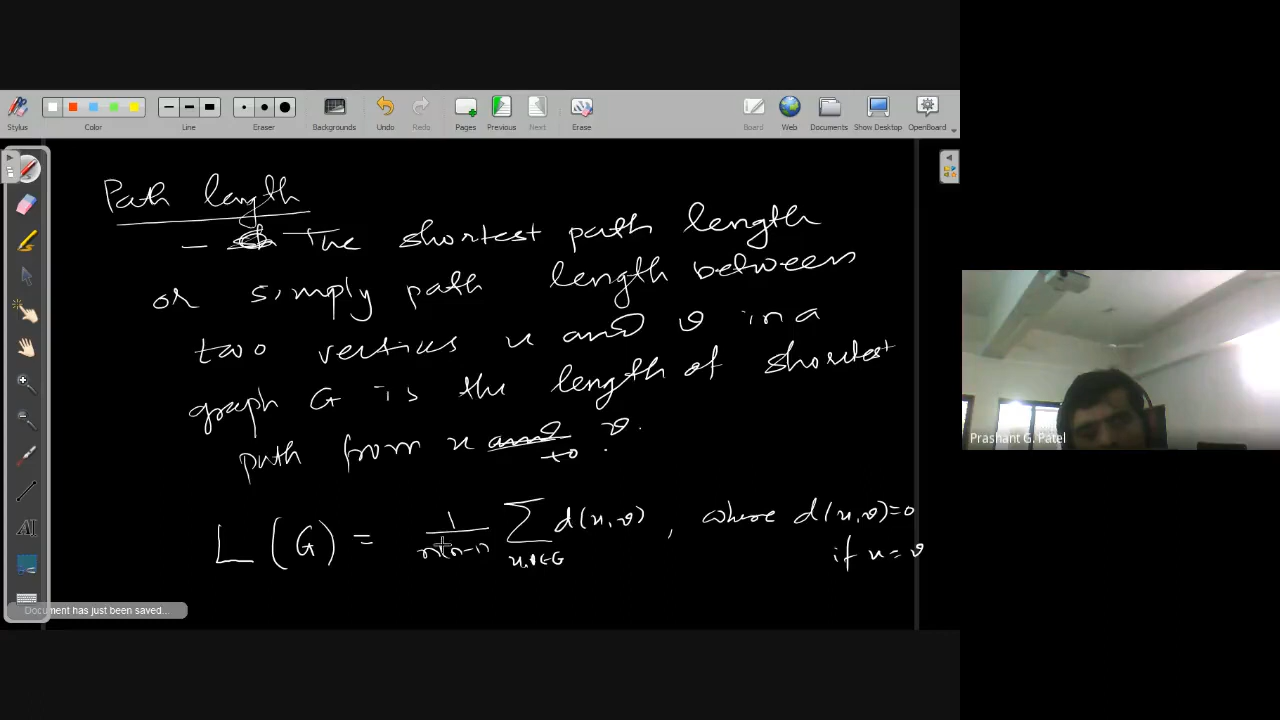 Stylus Color Line Eraser Backgrounds Undo Redo Pages Previous Next Erase Board Web Documents Show Desktop OpenBoard
Path length
- The shortest path length
or simply path length between
two vertices u and v in a
graph G is the length of shortest
path from u to v.
L(G) = 1/n(n-1) ∑ u,v∈G d(u,v), where d(u,v)=0
if u = v
Document has just been saved...
Prashant G. Patel